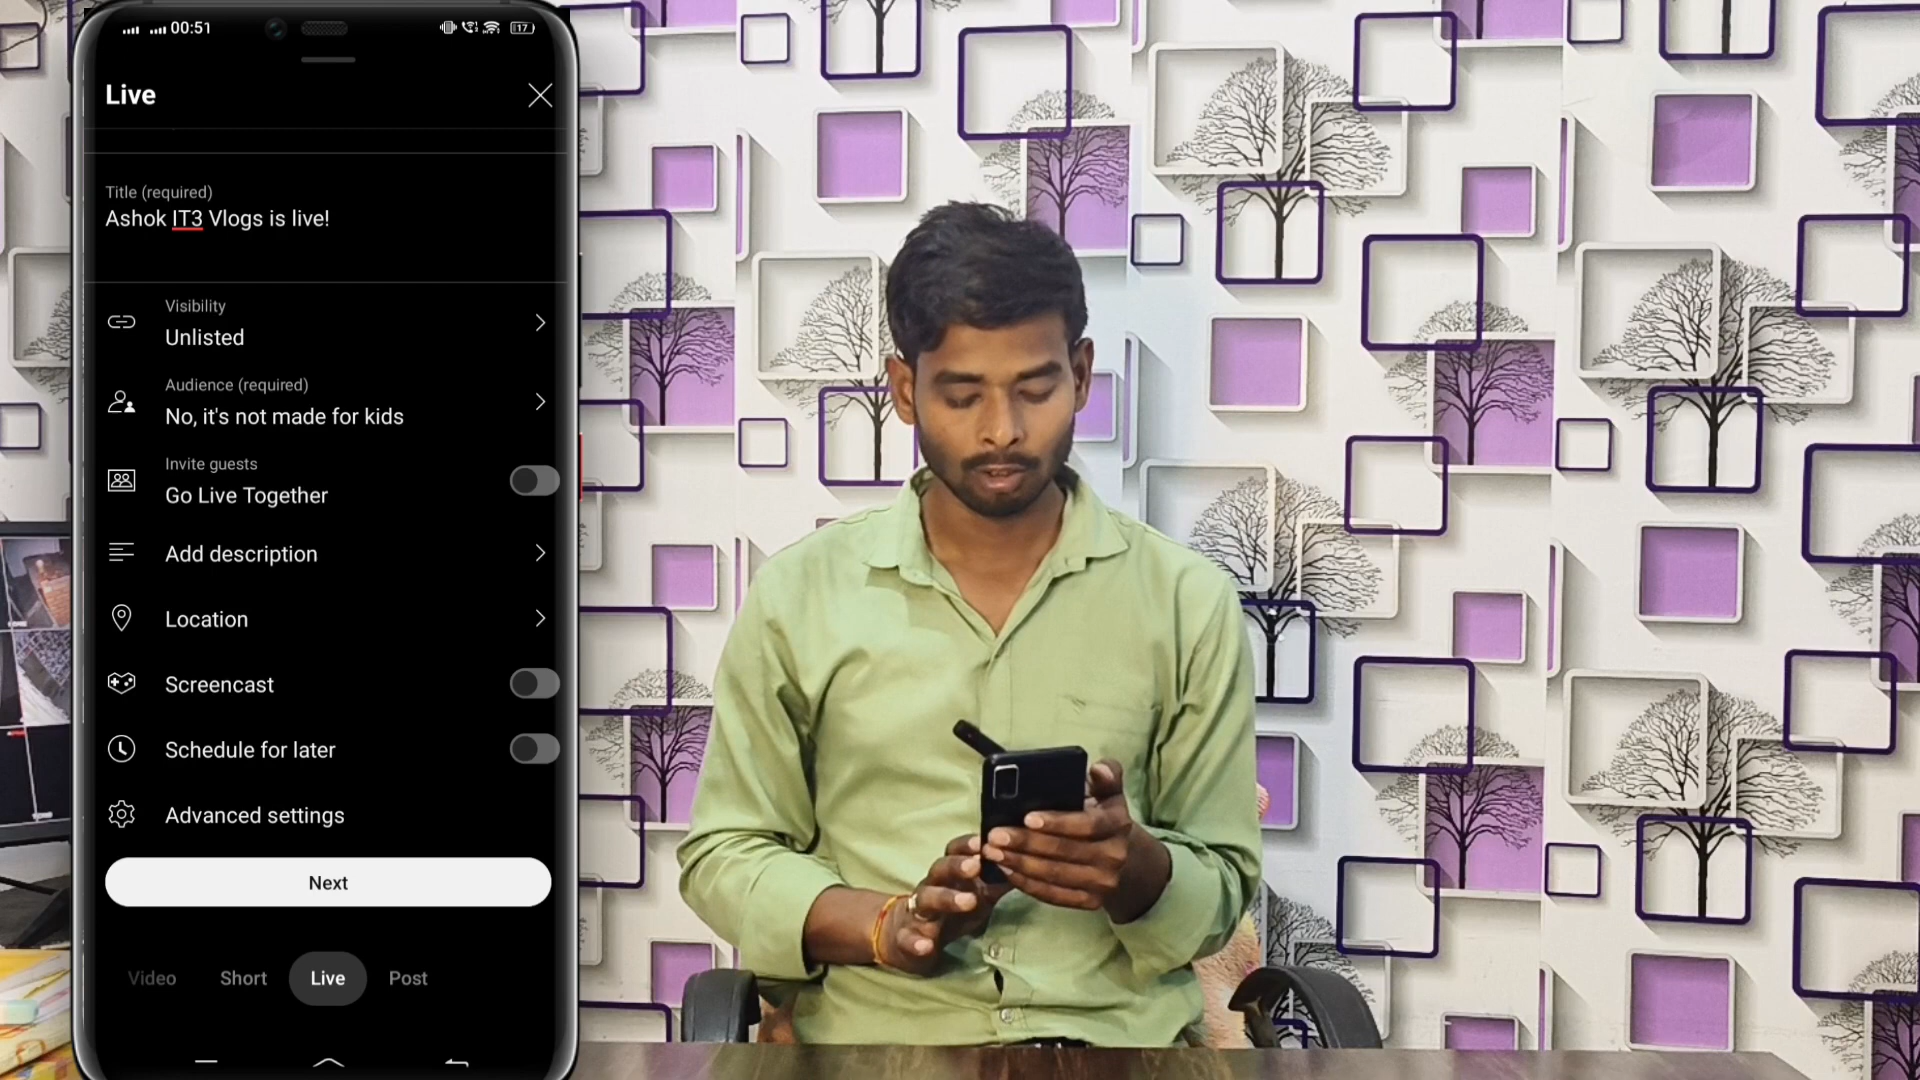 00:51
17
Live
Title (required)
Ashok IT3 Vlogs is live!
Visibility
Unlisted
Audience (required)
No, it's not made for kids
Invite guests
Go Live Together
Add description
Location
Screencast
Schedule for later
Advanced settings
Next
Video Short Live Post